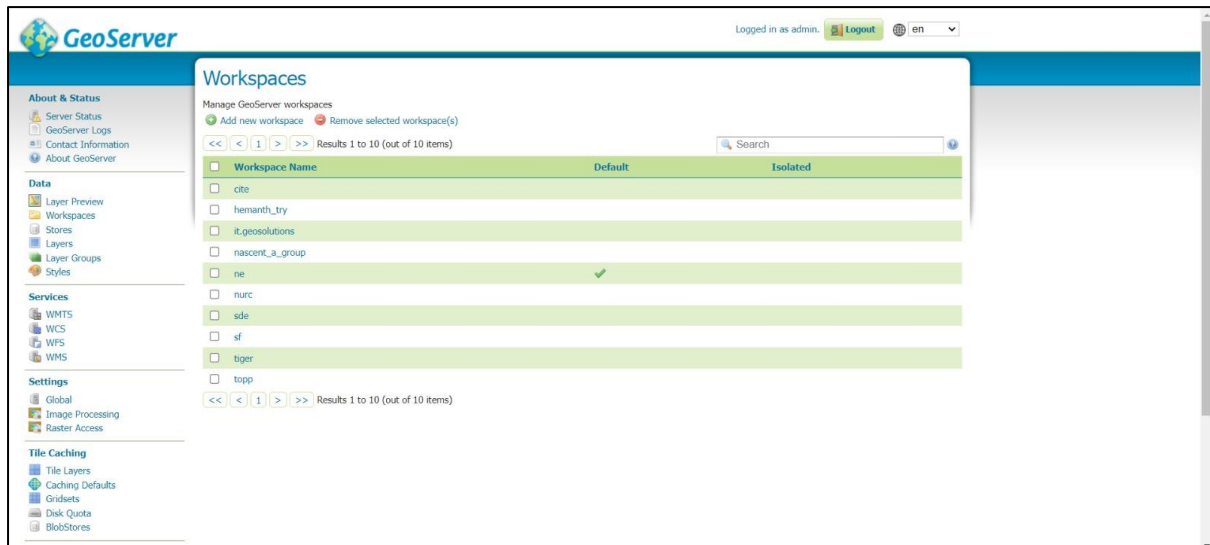 GeoServer
Logged in as admin. Logout en
About & Status
Server Status
GeoServer Logs
Contact Information
About GeoServer
Data
Layer Preview
Workspaces
Stores
Layers
Layer Groups
Styles
Services
WMTS
WCS
WFS
WMS
Settings
Global
Image Processing
Raster Access
Tile Caching
Tile Layers
Caching Defaults
Gridsets
Disk Quota
BlobStores
Workspaces
Manage GeoServer workspaces
Add new workspace Remove selected workspace(s)
<< < 1 > >> Results 1 to 10 (out of 10 items) Search
Workspace Name Default Isolated
cite
hemanth_try
it.geosolutions
nascent_a_group
ne
nurc
sde
sf
tiger
topp
<< < 1 > >> Results 1 to 10 (out of 10 items)